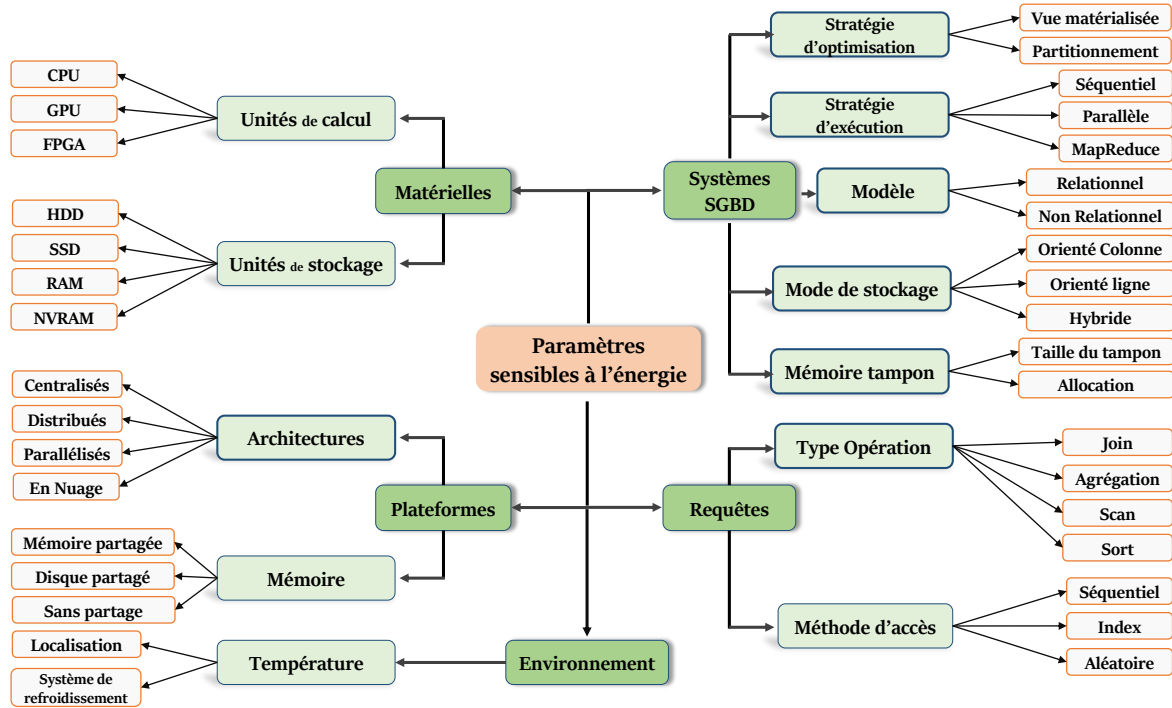 Paramètres
sensibles à l'énergie
Matérielles
Unités de calcul
CPU
GPU
FPGA
Unités de stockage
HDD
SSD
RAM
NVRAM
Plateformes
Architectures
Centralisés
Distribués
Parallélisés
En Nuage
Mémoire
Mémoire partagée
Disque partagé
Sans partage
Environnement
Température
Localisation
Système de
refroidissement
Systèmes
SGBD
Stratégie
d'optimisation
Vue matérialisée
Partitionnement
Stratégie
d'exécution
Séquentiel
Parallèle
MapReduce
Modèle
Relationnel
Non Relationnel
Mode de stockage
Orienté Colonne
Orienté ligne
Hybride
Mémoire tampon
Taille du tampon
Allocation
Requêtes
Type Opération
Join
Agrégation
Scan
Sort
Méthode d'accès
Séquentiel
Index
Aléatoire